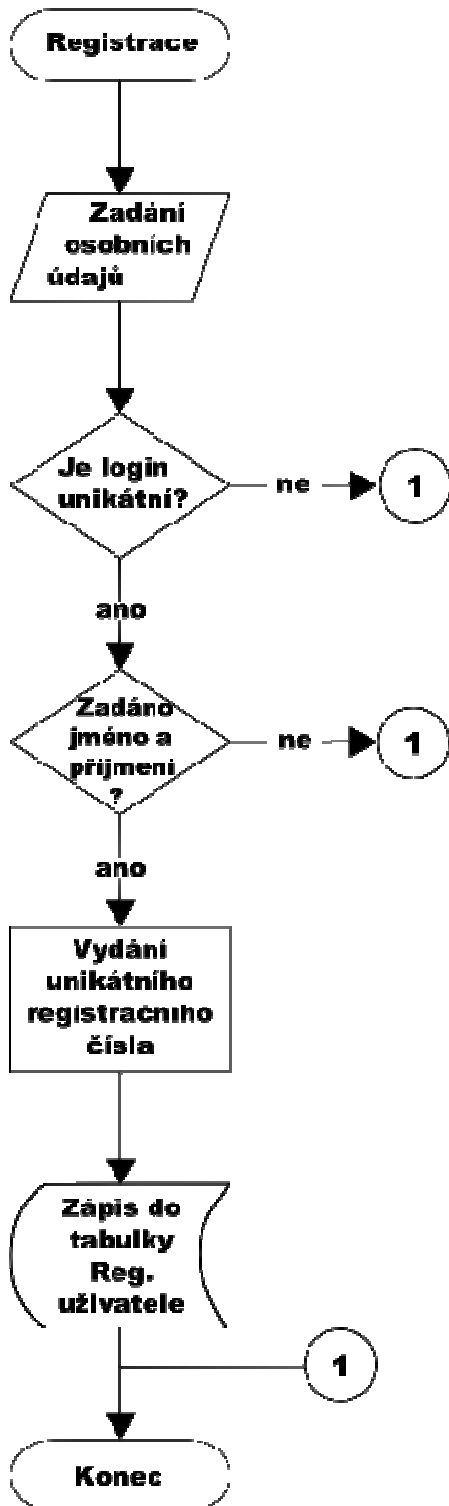 Registrace
Zadání
osobních
údajů
Je login
unikátní?
ne
1
ano
Zadáno
jméno a
příjmení
?
ne
1
ano
Vydání
unikátního
registračního
čísla
Zápis do
tabulky
Reg.
uživatele
1
Konec